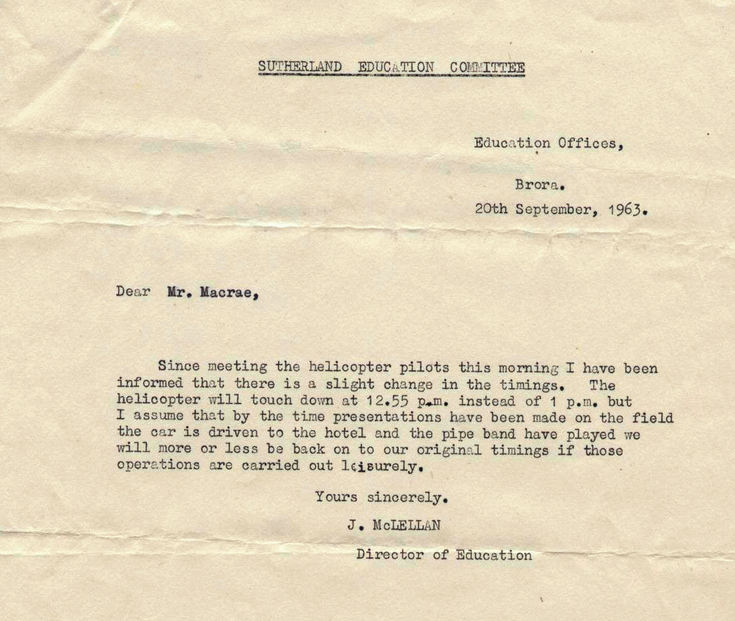 SUTHERLAND EDUCATION COMMITTEE
Education Offices,
Brora.
20th September, 1963.
Dear Mr. Macrae,
Since meeting the helicopter pilots this morning I have been
informed that there is a slight change in the timings. The
helicopter will touch down at 12.55 p.m. instead of 1 p.m. but
I assume that by the time presentations have been made on the field
the car is driven to the hotel and the pipe band have played we
will more or less be back on to our original timings if those
operations are carried out leisurely.
Yours sincerely.
J. McLELLAN
Director of Education